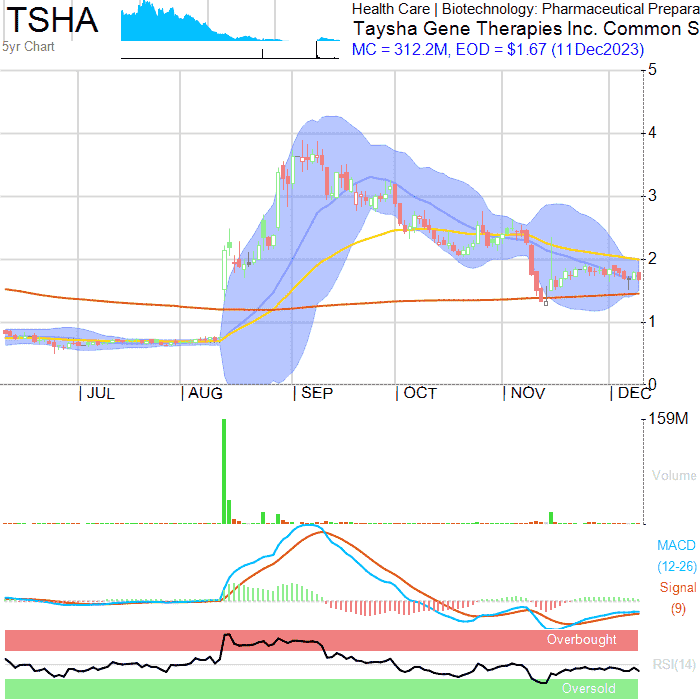 TSHA
5yr Chart
Health Care | Biotechnology: Pharmaceutical Prepara
Taysha Gene Therapies Inc. Common S
MC = 312.2M, EOD = $1.67 (11Dec2023)
5
4
3
2
1
0
JUL
AUG
SEP
OCT
NOV
DEC
159M
Volume
MACD
(12-26)
Signal
(9)
Overbought
RSI(14)
Oversold